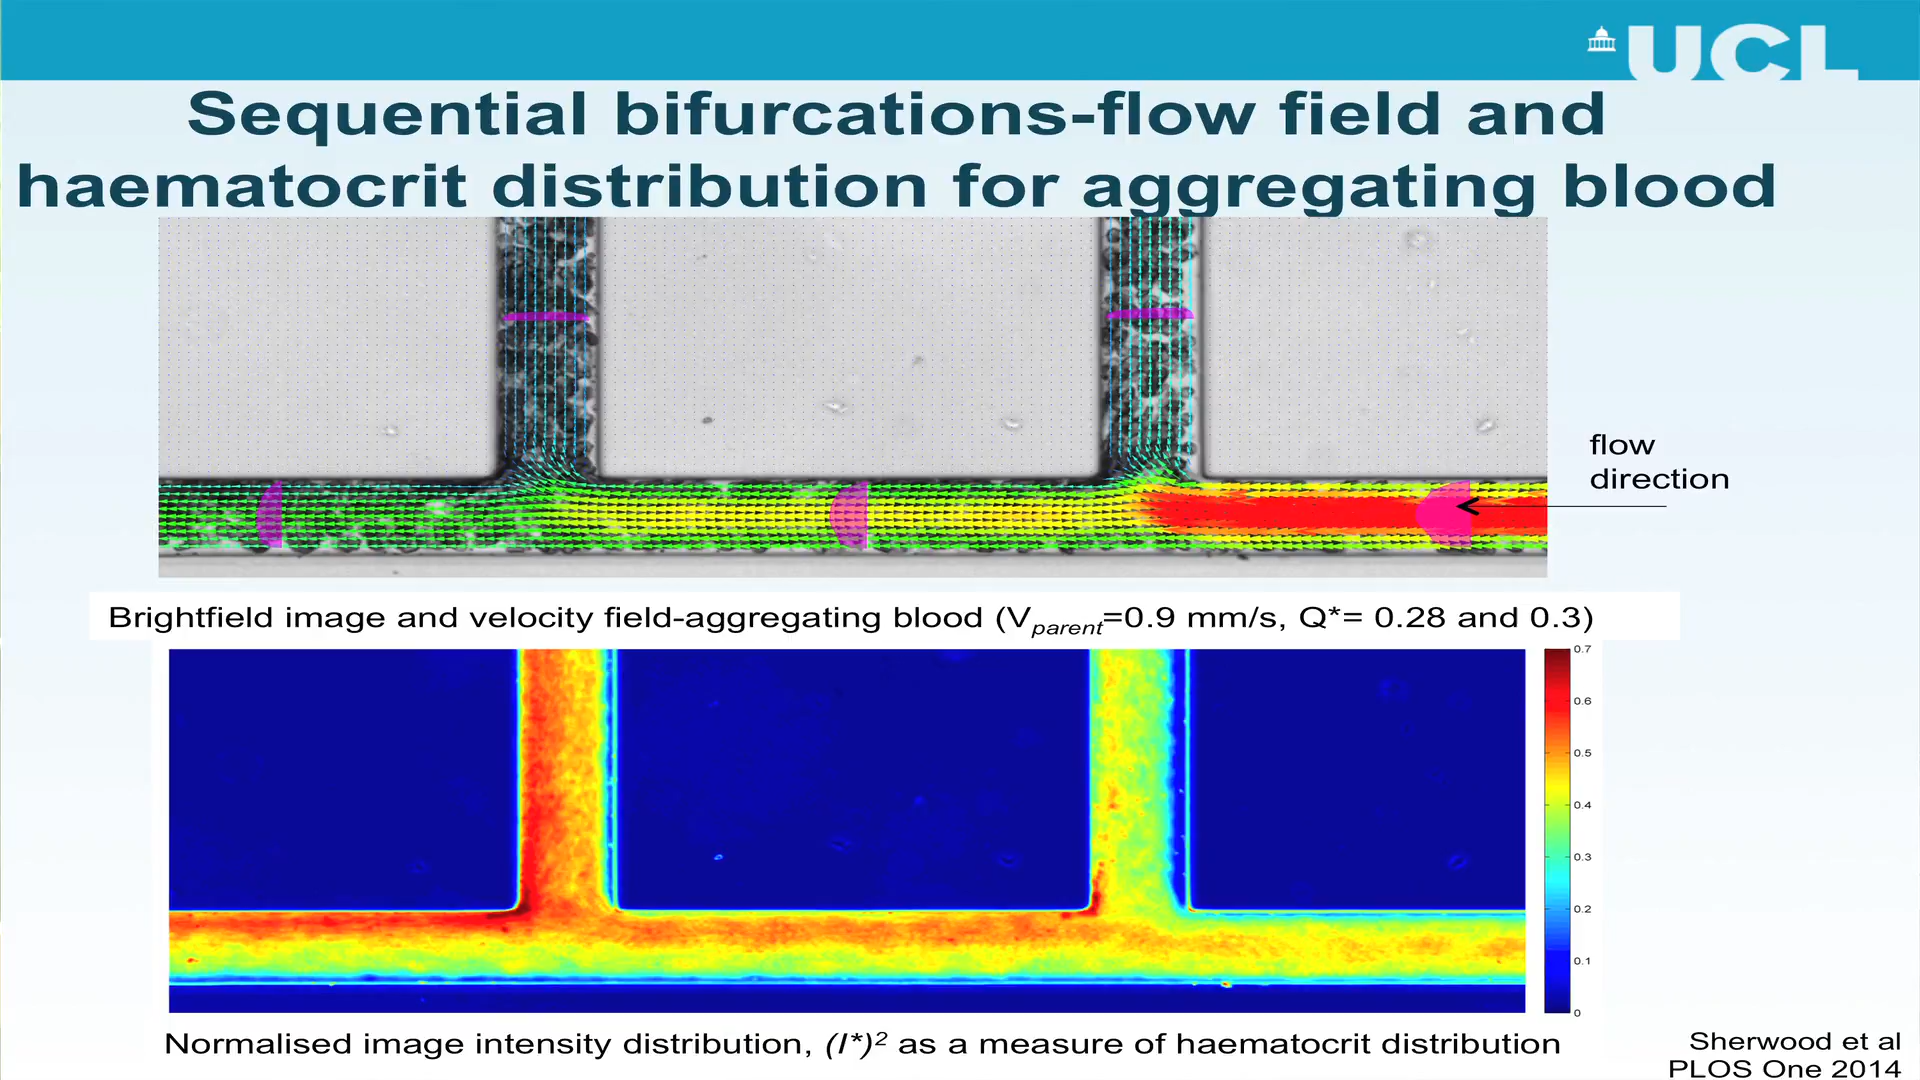 UCL
Sequential bifurcations-flow field and
haematocrit distribution for aggregating blood
flow
direction
Brightfield image and velocity field-aggregating blood (Vparent=0.9 mm/s, Q*= 0.28 and 0.3)
0.7
0.6
0.5
0.4
0.3
0.2
0.1
0
Normalised image intensity distribution, (I*)² as a measure of haematocrit distribution
Sherwood et al
PLOS One 2014